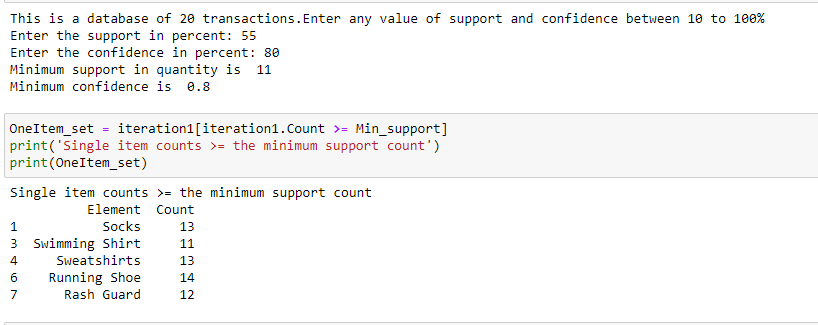 This is a database of 20 transactions.Enter any value of support and confidence between 10 to 100%
Enter the support in percent: 55
Enter the confidence in percent: 80
Minimum support in quantity is  11
Minimum confidence is  0.8
OneItem_set = iteration1[iteration1.Count >= Min_support]
print('Single item counts >= the minimum support count')
print(OneItem_set)
Single item counts >= the minimum support count
Element  Count
1 Socks 13
3 Swimming Shirt 11
4 Sweatshirts 13
6 Running Shoe 14
7 Rash Guard 12